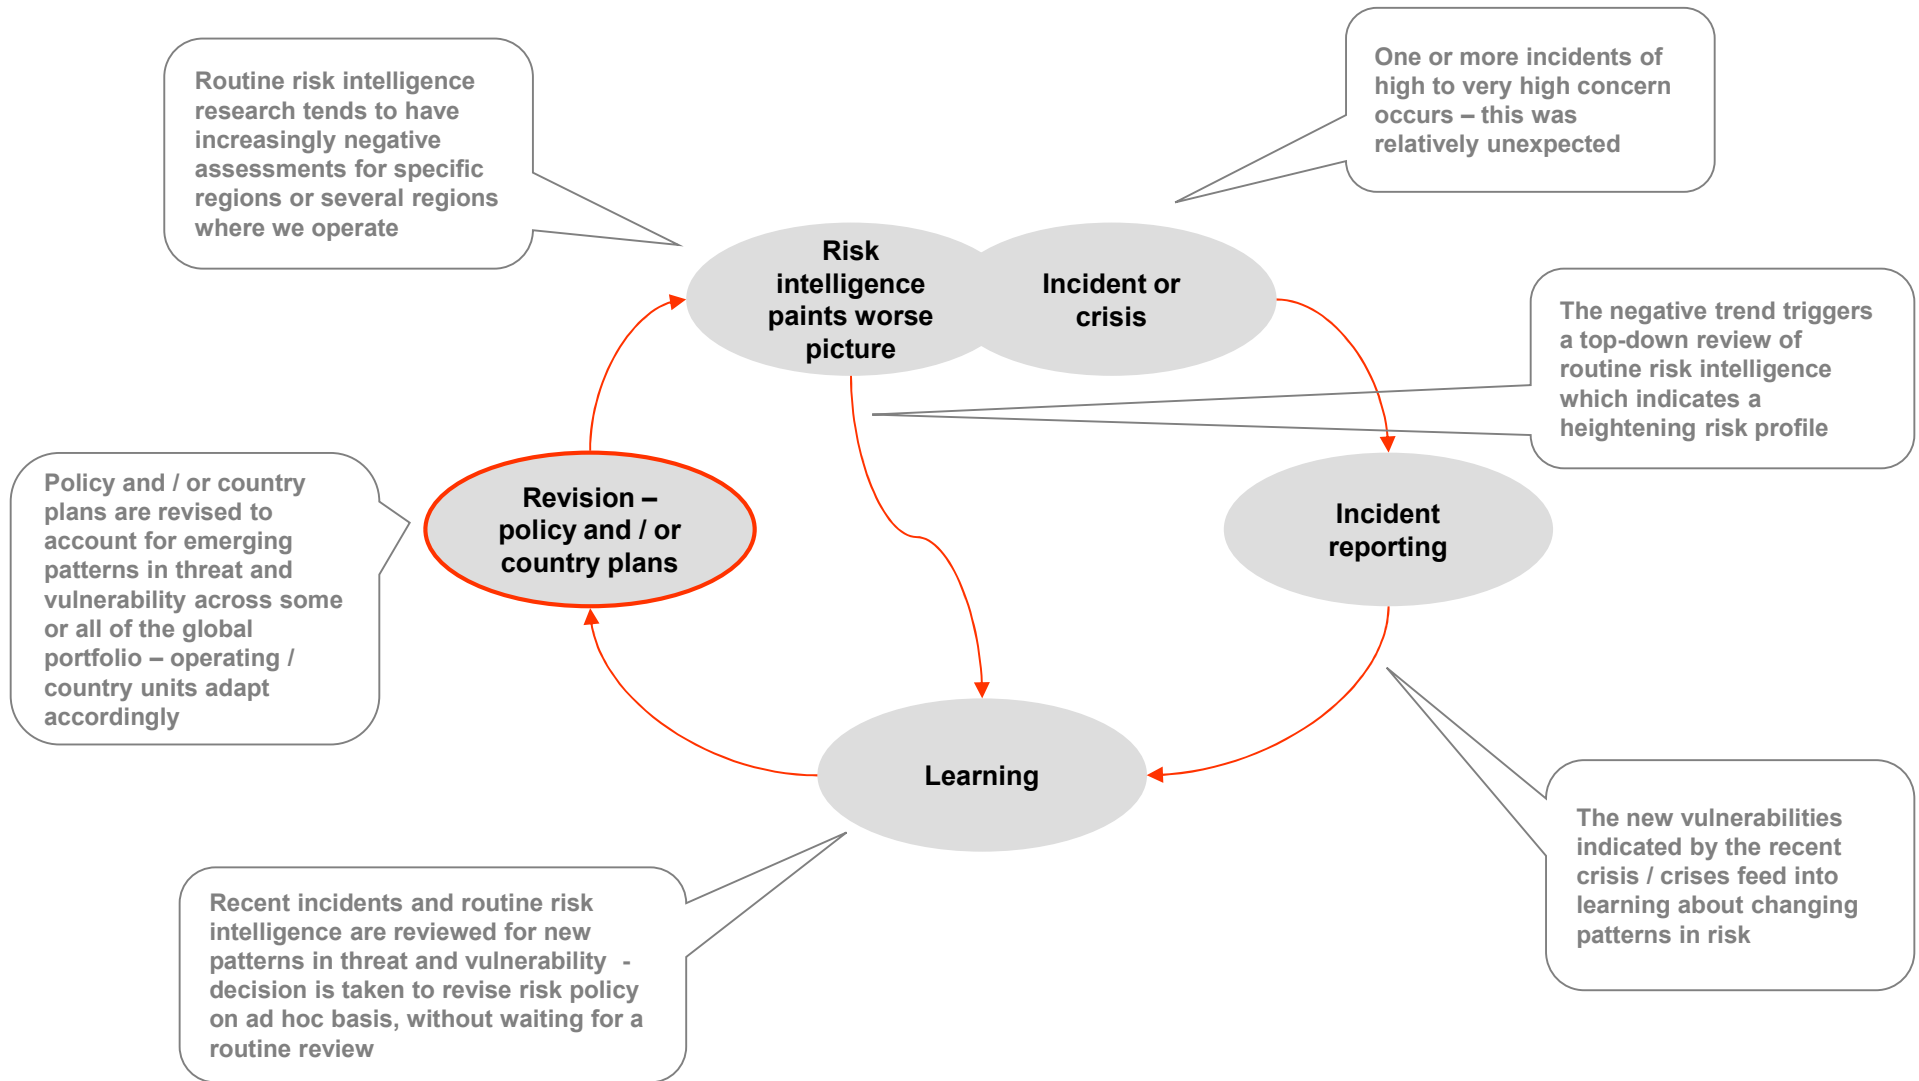 Routine risk intelligence
research tends to have
increasingly negative
assessments for specific
regions or several regions
where we operate
One or more incidents of
high to very high concern
occurs – this was
relatively unexpected
Risk
intelligence
paints worse
picture
Incident or
crisis
The negative trend triggers
a top-down review of
routine risk intelligence
which indicates a
heightening risk profile
Policy and / or country
plans are revised to
account for emerging
patterns in threat and
vulnerability across some
or all of the global
portfolio – operating /
country units adapt
accordingly
Revision –
policy and / or
country plans
Incident
reporting
Learning
The new vulnerabilities
indicated by the recent
crisis / crises feed into
learning about changing
patterns in risk
Recent incidents and routine risk
intelligence are reviewed for new
patterns in threat and vulnerability  -
decision is taken to revise risk policy
on ad hoc basis, without waiting for a
routine review